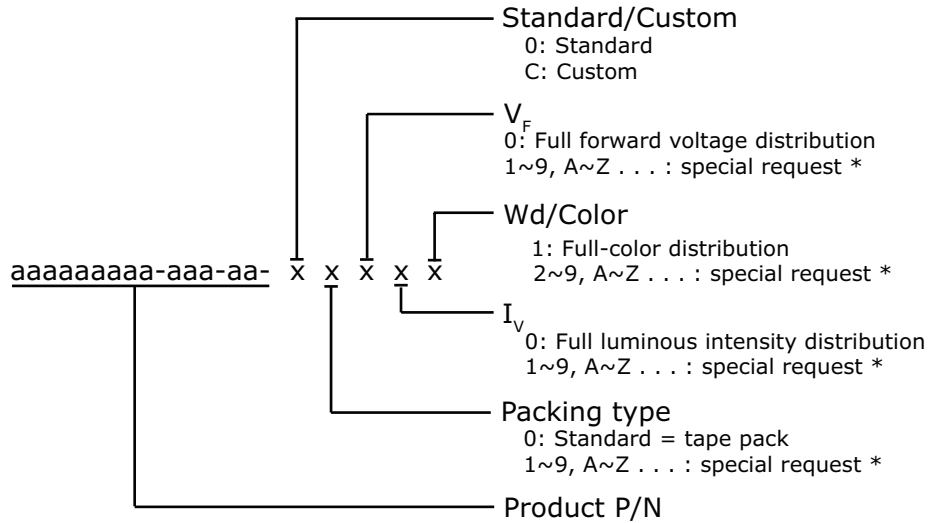 Standard/Custom
0: Standard
C: Custom
VF
0: Full forward voltage distribution
1~9, A~Z . . . : special request *
Wd/Color
1: Full-color distribution
2~9, A~Z . . . : special request *
aaaaaaaaa-aaa-aa- x x x x x
IV
0: Full luminous intensity distribution
1~9, A~Z . . . : special request *
Packing type
0: Standard = tape pack
1~9, A~Z . . . : special request *
Product P/N